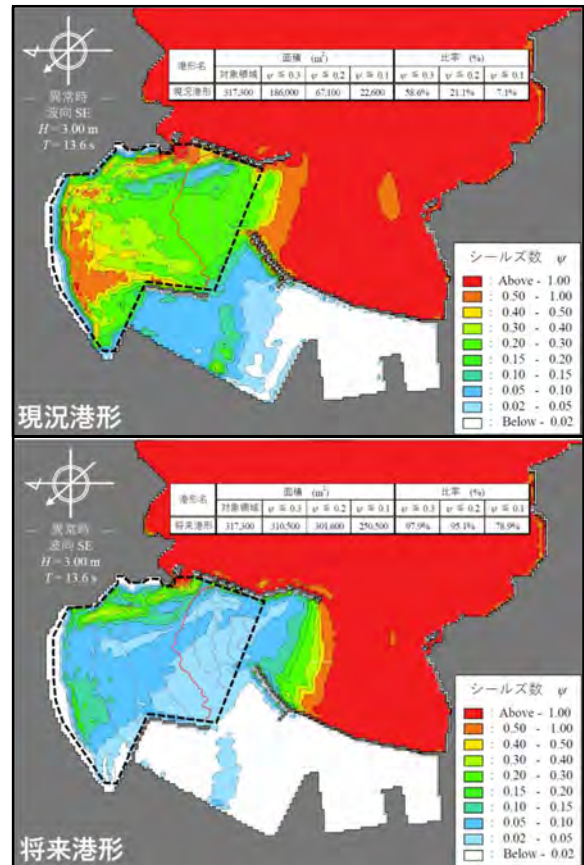 異常時
波向 SE
H = 3.00 m
T = 13.6 s
港形名 面積 (m²) 比率 (%)
対象領域 ψ ≦ 0.3 ψ ≦ 0.2 ψ ≦ 0.1 ψ ≦ 0.3 ψ ≦ 0.2 ψ ≦ 0.1
現況港形 317,300 186,000 67,100 22,600 58.6% 21.1% 7.1%
シールズ数 ψ
: Above - 1.00
: 0.50 - 1.00
: 0.40 - 0.50
: 0.30 - 0.40
: 0.20 - 0.30
: 0.15 - 0.20
: 0.10 - 0.15
: 0.05 - 0.10
: 0.02 - 0.05
: Below - 0.02
現況港形
異常時
波向 SE
H = 3.00 m
T = 13.6 s
港形名 面積 (m²) 比率 (%)
対象領域 ψ ≦ 0.3 ψ ≦ 0.2 ψ ≦ 0.1 ψ ≦ 0.3 ψ ≦ 0.2 ψ ≦ 0.1
将来港形 317,300 310,500 301,600 250,500 97.9% 95.1% 78.9%
シールズ数 ψ
: Above - 1.00
: 0.50 - 1.00
: 0.40 - 0.50
: 0.30 - 0.40
: 0.20 - 0.30
: 0.15 - 0.20
: 0.10 - 0.15
: 0.05 - 0.10
: 0.02 - 0.05
: Below - 0.02
将来港形